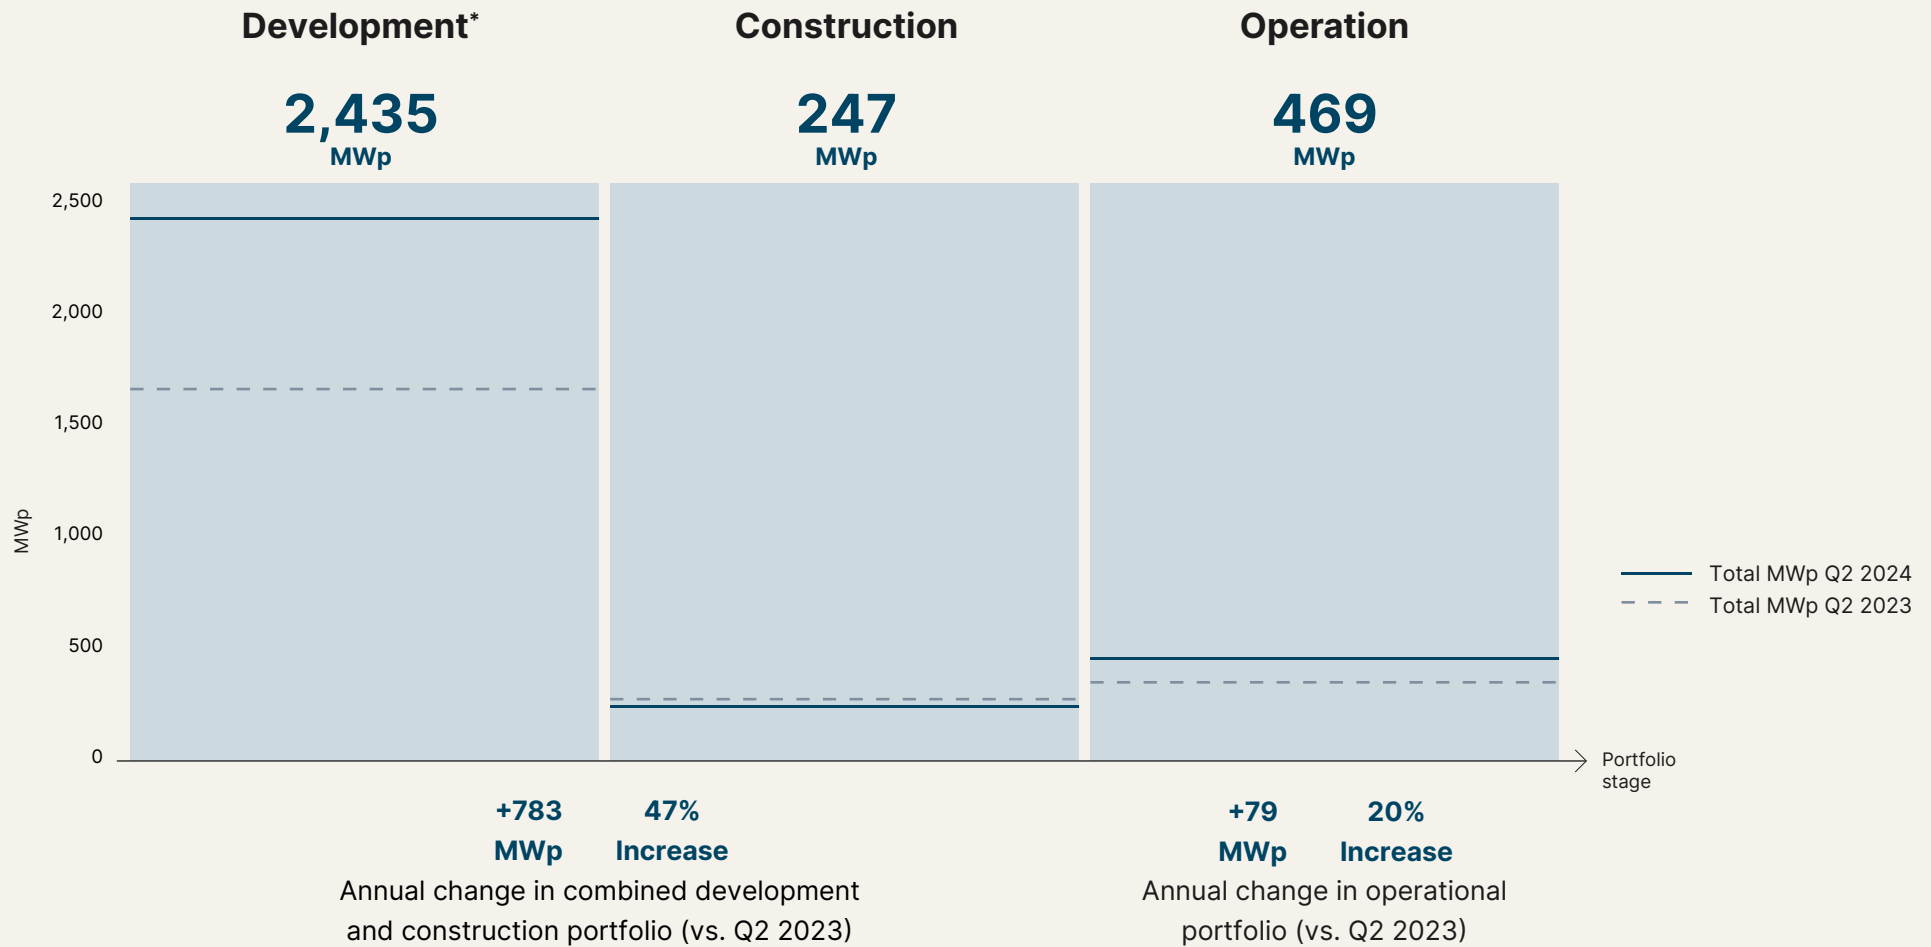 Development*
Construction
Operation
2,435
MWp
247
MWp
469
MWp
2,500
2,000
1,500
1,000
500
0
MWp
Total MWp Q2 2024
Total MWp Q2 2023
Portfolio
stage
+783
MWp
47%
Increase
Annual change in combined development
and construction portfolio (vs. Q2 2023)
+79
MWp
20%
Increase
Annual change in operational
portfolio (vs. Q2 2023)